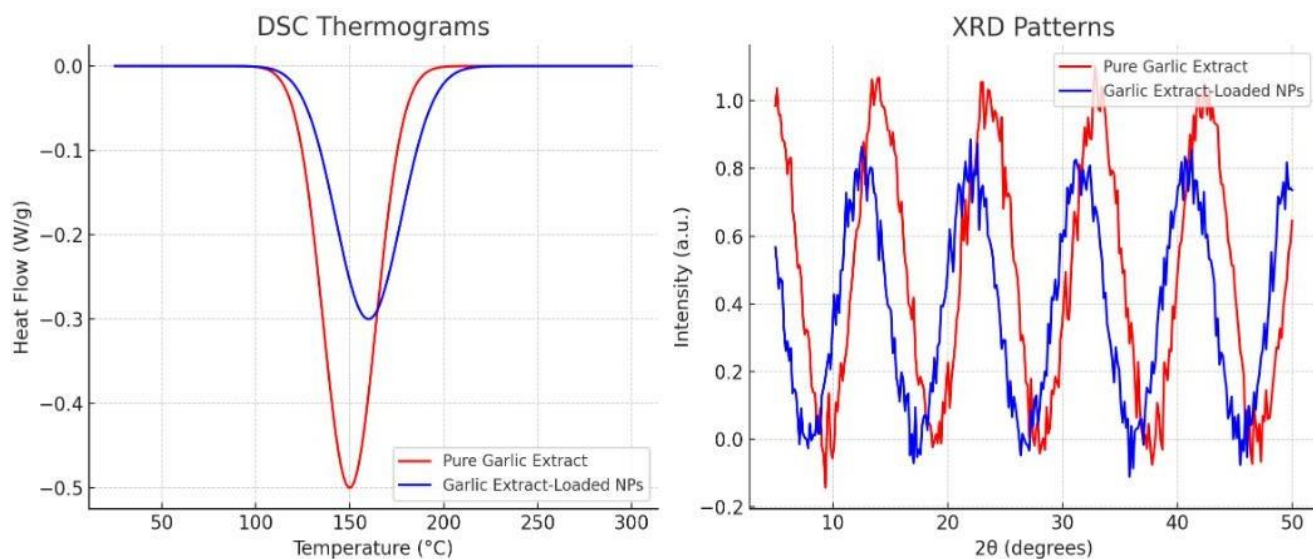 DSC Thermograms
0.0
−0.1
−0.2
−0.3
−0.4
−0.5
Heat Flow (W/g)
Pure Garlic Extract
Garlic Extract-Loaded NPs
50
100
150
200
250
300
Temperature (°C)
XRD Patterns
Pure Garlic Extract
Garlic Extract-Loaded NPs
1.0
0.8
0.6
0.4
0.2
0.0
−0.2
Intensity (a.u.)
10
20
30
40
50
2θ (degrees)